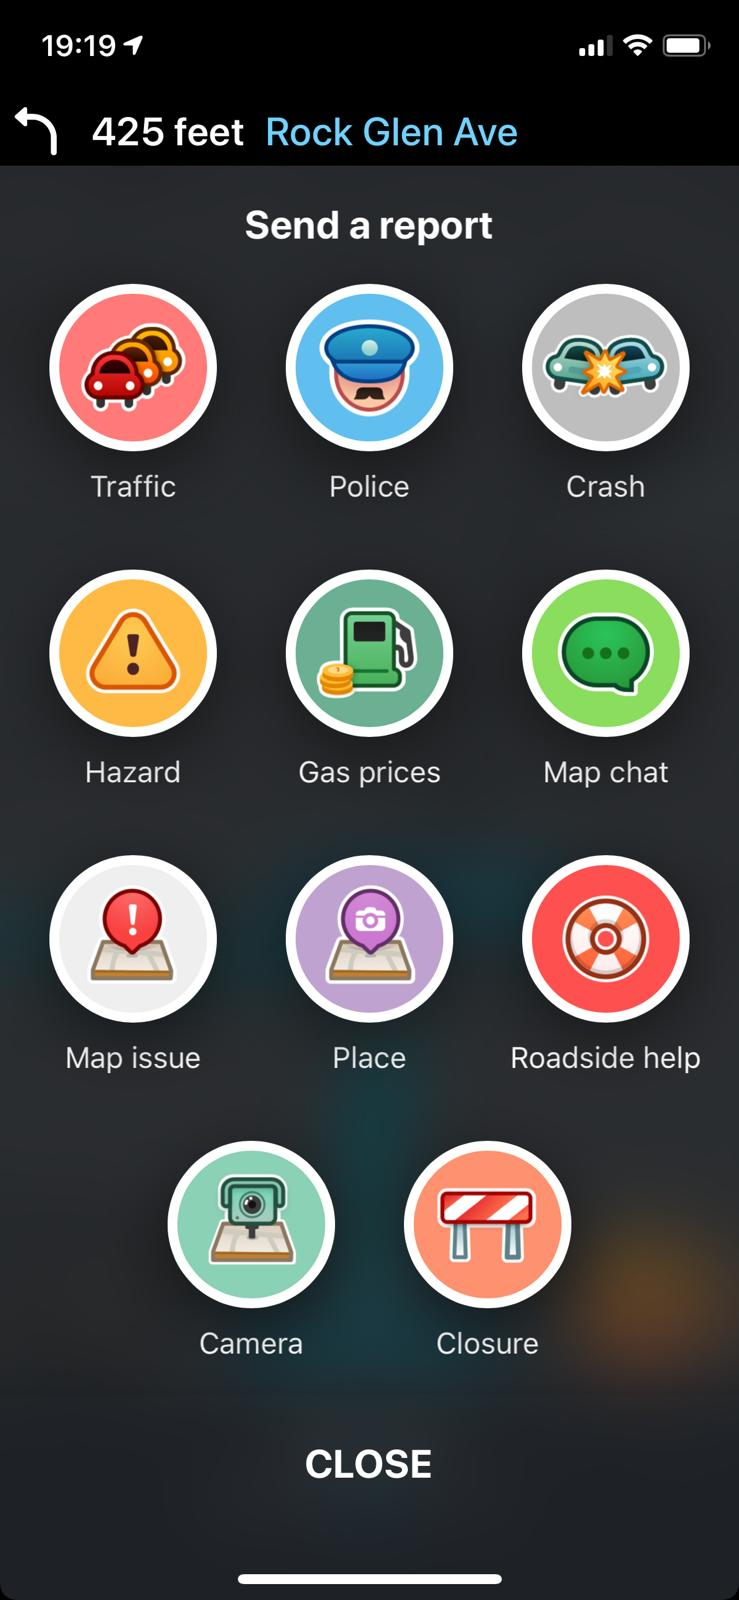 19:19
425 feet Rock Glen Ave
Send a report
Traffic Police Crash
Hazard Gas prices Map chat
Map issue Place Roadside help
Camera Closure
CLOSE